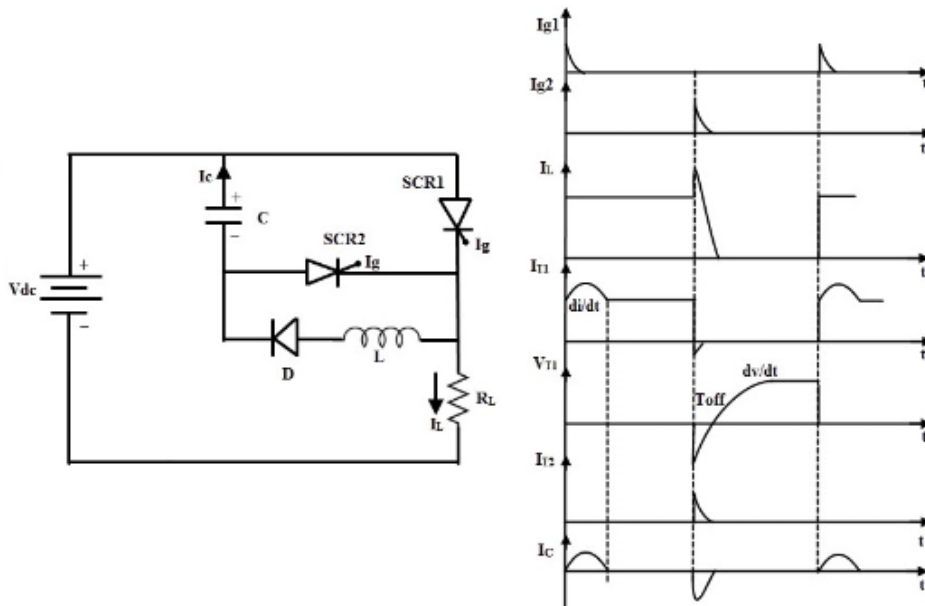 Ic
+
C
–
SCR1
Ig
SCR2
Ig
+
Vdc
–
D
L
RL
IL
Ig1
t
Ig2
t
IL
t
IT1
di/dt
t
VT1
dv/dt
Toff
t
IT2
t
IC
t